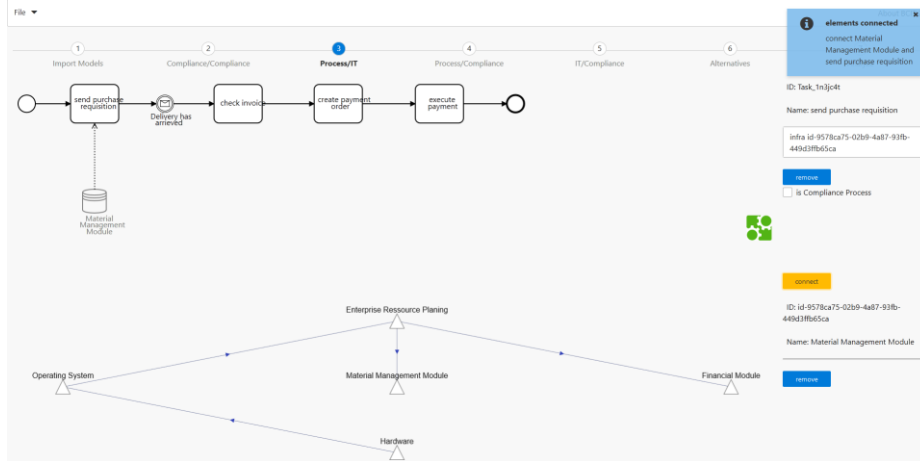 File
elements connected
connect Material
Management Module and
send purchase requisition
1
2
3
4
5
6
Import Models
Compliance/Compliance
Process/IT
Process/Compliance
IT/Compliance
Alternatives
send purchase
requisition
Delivery has
arrieved
check invoice
create payment
order
execute
payment
Material
Management
Module
ID: Task_1n3jc4t
Name: send purchase requisition
infra id-9578ca75-02b9-4a87-93fb-
449d3ffb65ca
remove
is Compliance Process
connect
ID: id-9578ca75-02b9-4a87-93fb-
449d3ffb65ca
Name: Material Management Module
remove
Enterprise Ressource Planing
Operating System
Material Management Module
Financial Module
Hardware